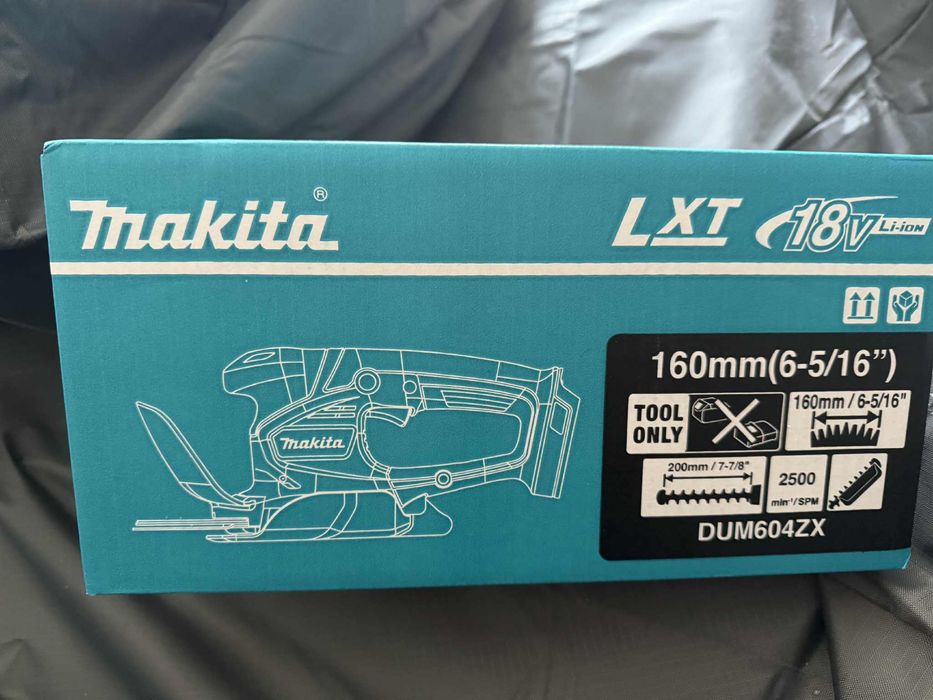 makita®
LXT 18V Li-ion
160mm(6-5/16”)
TOOL ONLY
160mm / 6-5/16"
makita
200mm / 7-7/8"
2500
min⁻¹/SPM
DUM604ZX